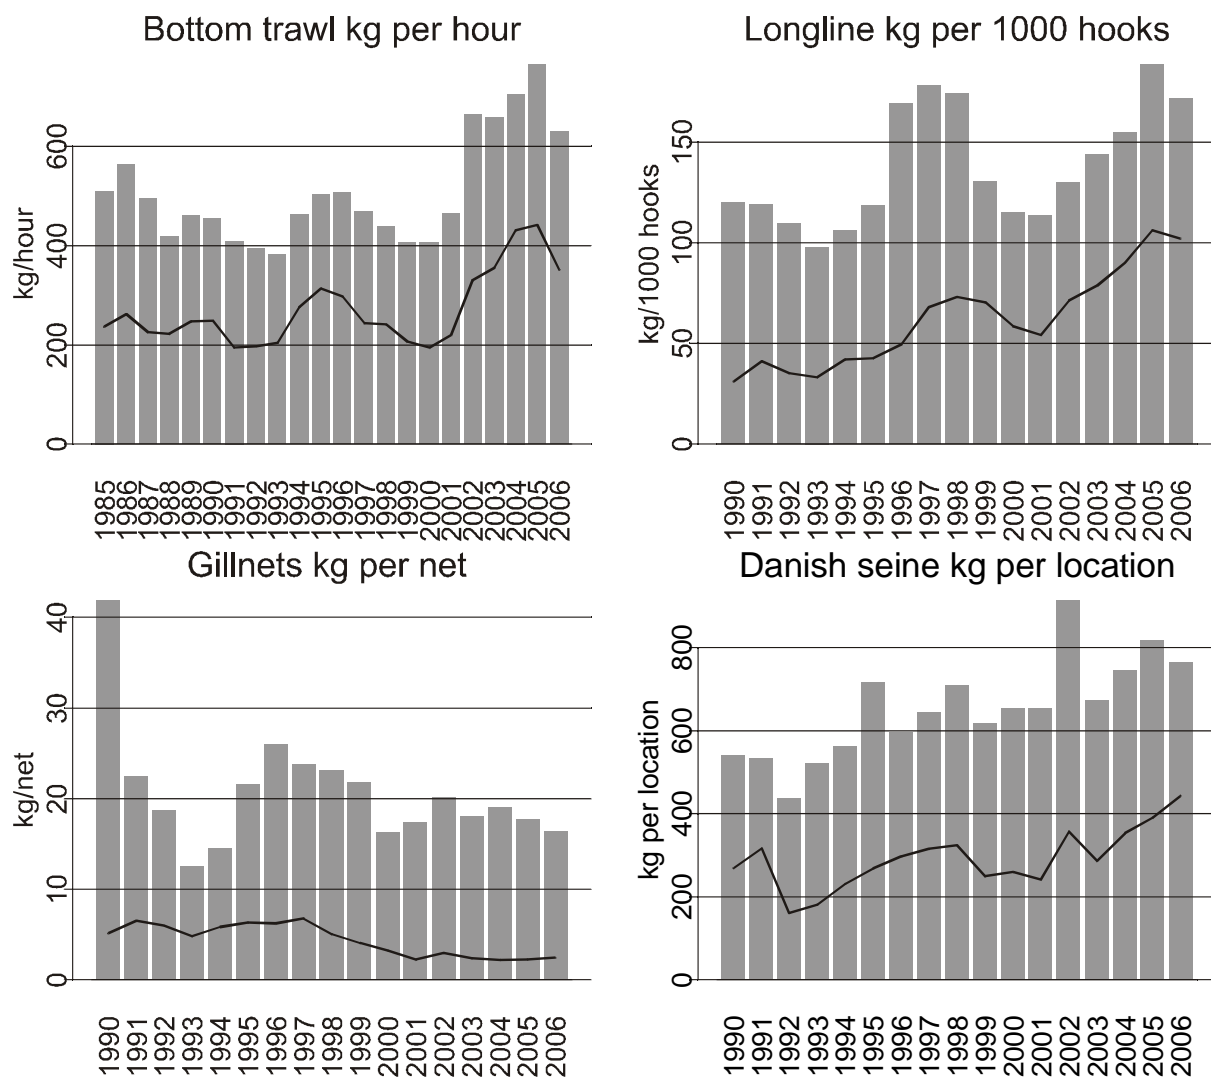 Bottom trawl kg per hour
kg/hour
600
400
200
0
1985 1986 1987 1988 1989 1990 1991 1992 1993 1994 1995 1996 1997 1998 1999 2000 2001 2002 2003 2004 2005 2006
Longline kg per 1000 hooks
kg/1000 hooks
150
100
50
0
1990 1991 1992 1993 1994 1995 1996 1997 1998 1999 2000 2001 2002 2003 2004 2005 2006
Gillnets kg per net
kg/net
40
30
20
10
0
1990 1991 1992 1993 1994 1995 1996 1997 1998 1999 2000 2001 2002 2003 2004 2005 2006
Danish seine kg per location
kg per location
800
600
400
200
0
1990 1991 1992 1993 1994 1995 1996 1997 1998 1999 2000 2001 2002 2003 2004 2005 2006